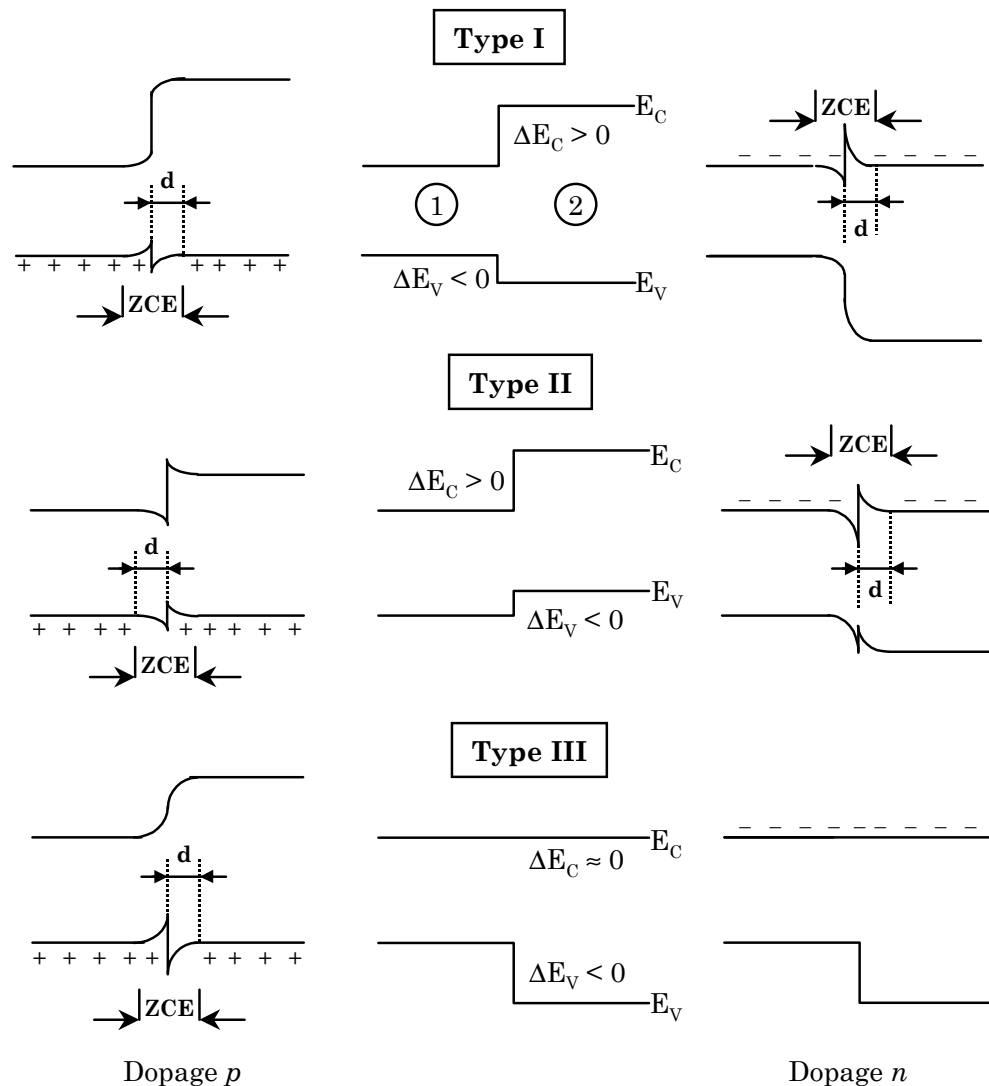 Type I
E_C
ΔE_C > 0
ZCE
– – – – – – – – – –
d
1
2
d
+ + + + + + + + + +
ΔE_V < 0
E_V
ZCE
Type II
ZCE
E_C
ΔE_C > 0
– – – – – – – – –
d
d
E_V
ΔE_V < 0
+ + + + + + + + +
ZCE
Type III
– – – – – – – – –
E_C
ΔE_C ≈ 0
d
+ + + + + + + + + +
ΔE_V < 0
E_V
ZCE
Dopage p
Dopage n